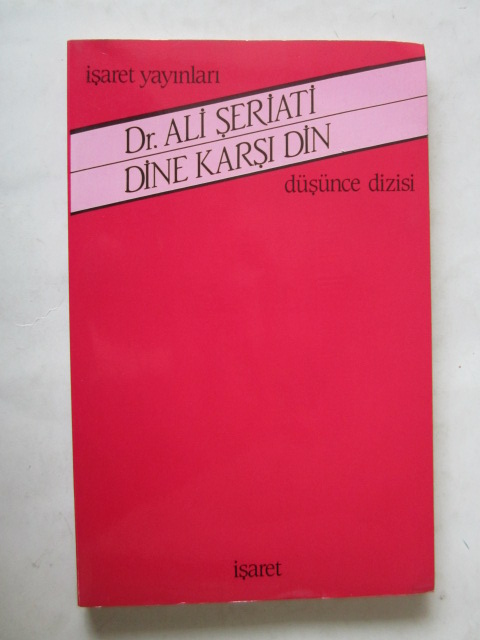 işaret yayınları
Dr. ALİ ŞERİATİ
DİNE KARŞI DİN
düşünce dizisi
işaret